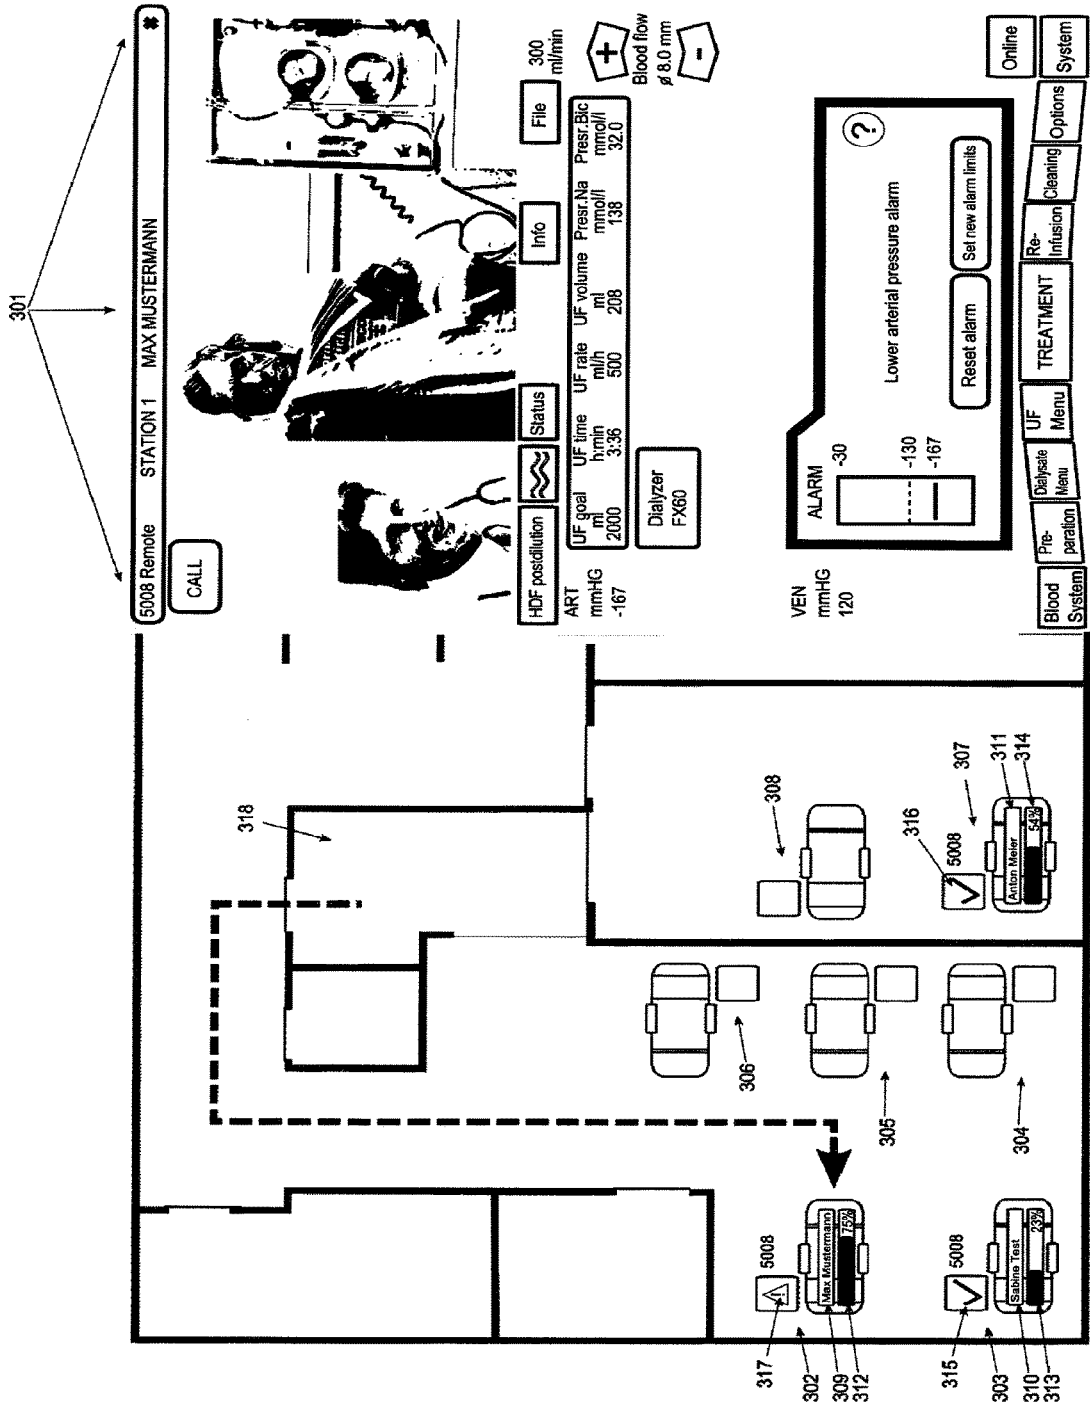 301
5008 Remote STATION 1 MAX MUSTERMANN *
CALL
HDF postdilution Status Info File
300
ml/min
ART
mmHG
-167
UF goal UF time UF rate UF volume Presr.Na Presr.Bic
ml h:min ml/h ml mmol/l mmol/l
2000 3:36 500 208 138 32.0
+
Blood flow
ø 8.0 mm
-
Dialyzer
FX60
VEN
mmHG
120
ALARM
-30
-130
-167
?
Lower arterial pressure alarm
Reset alarm
Set new alarm limits
Online
Blood
System
Pre-
paration
Dialysate
Menu
UF
Menu
TREATMENT
Re-
Infusion
Cleaning
Options
System
318
308
307
316
5008
311
Anton Meier
314
54%
306
305
304
317
5008
302
Max Mustermann
309
75%
312
315
5008
303
Sabine Test
310
23%
313